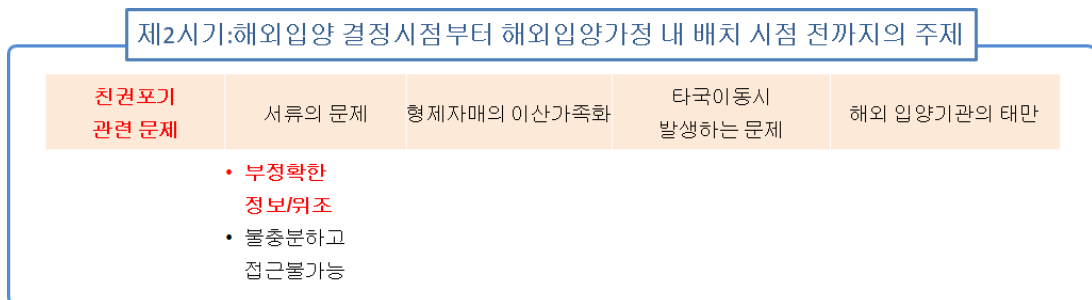 제2시기:해외입양 결정시점부터 해외입양가정 내 배치 시점 전까지의 주제
친권포기
관련 문제
서류의 문제
형제자매의 이산가족화
타국이동시
발생하는 문제
해외 입양기관의 태만
• 부정확한
정보/위조
• 불충분하고
접근불가능